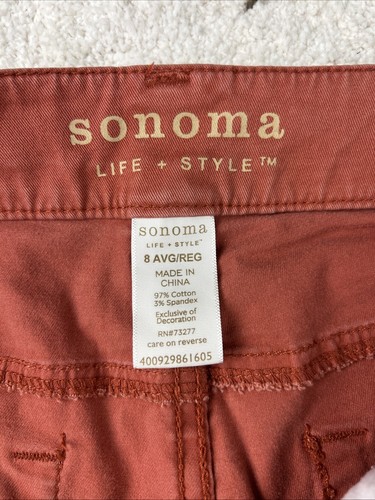 sonoma
LIFE + STYLE™
sonoma
LIFE + STYLE™
8 AVG/REG
MADE IN
CHINA
97% Cotton
3% Spandex
Exclusive of
Decoration
RN#73277
care on reverse
400929861605